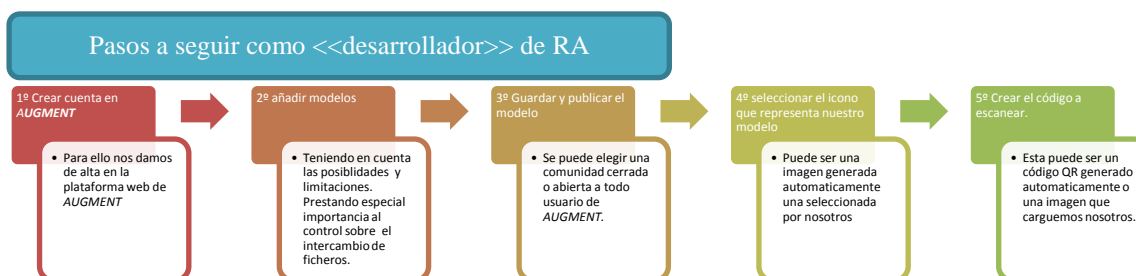 Pasos a seguir como <<desarrollador>> de RA
1º Crear cuenta en
AUGMENT
• Para ello nos damos
de alta en la
plataforma web de
AUGMENT
2º añadir modelos
• Teniendo en cuenta
las posiblidades y
limitaciones.
Prestando especial
importancia al
control sobre el
intercambio de
ficheros.
3º Guardar y publicar el
modelo
• Se puede elegir una
comunidad cerrada
o abierta a todo
usuario de
AUGMENT.
4º seleccionar el icono
que representa nuestro
modelo
• Puede ser una
imagen generada
automaticamente
una seleccionada
por nosotros
5º Crear el código a
escanear.
• Esta puede ser un
código QR generado
automaticamente o
una imagen que
carguemos nosotros.